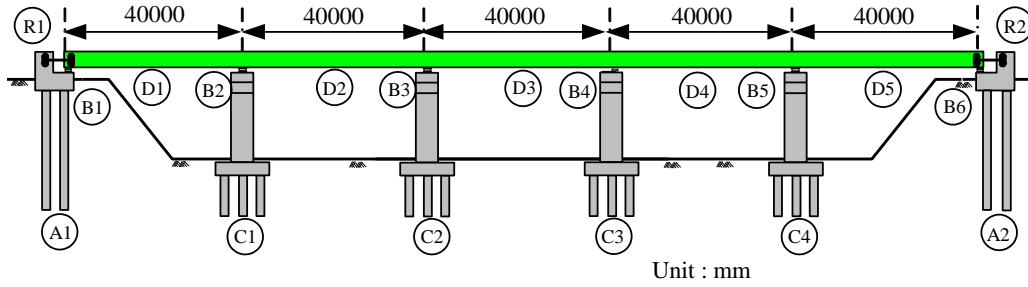 40000 40000 40000 40000 40000
R1 R2
D1 B2 D2 B3 D3 B4 D4 B5 D5
B1 B6
A1 C1 C2 C3 C4 A2
Unit : mm